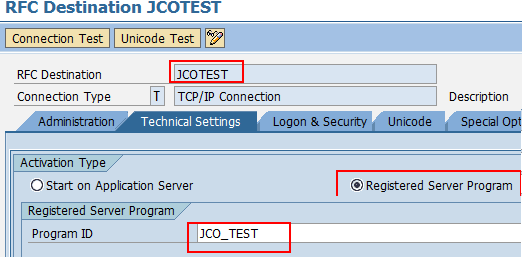 RFC Destination JCOTEST
Connection Test Unicode Test
RFC Destination JCOTEST
Connection Type T TCP/IP Connection Description
Administration Technical Settings Logon & Security Unicode Special Opt
Activation Type
Start on Application Server Registered Server Program
Registered Server Program
Program ID JCO_TEST